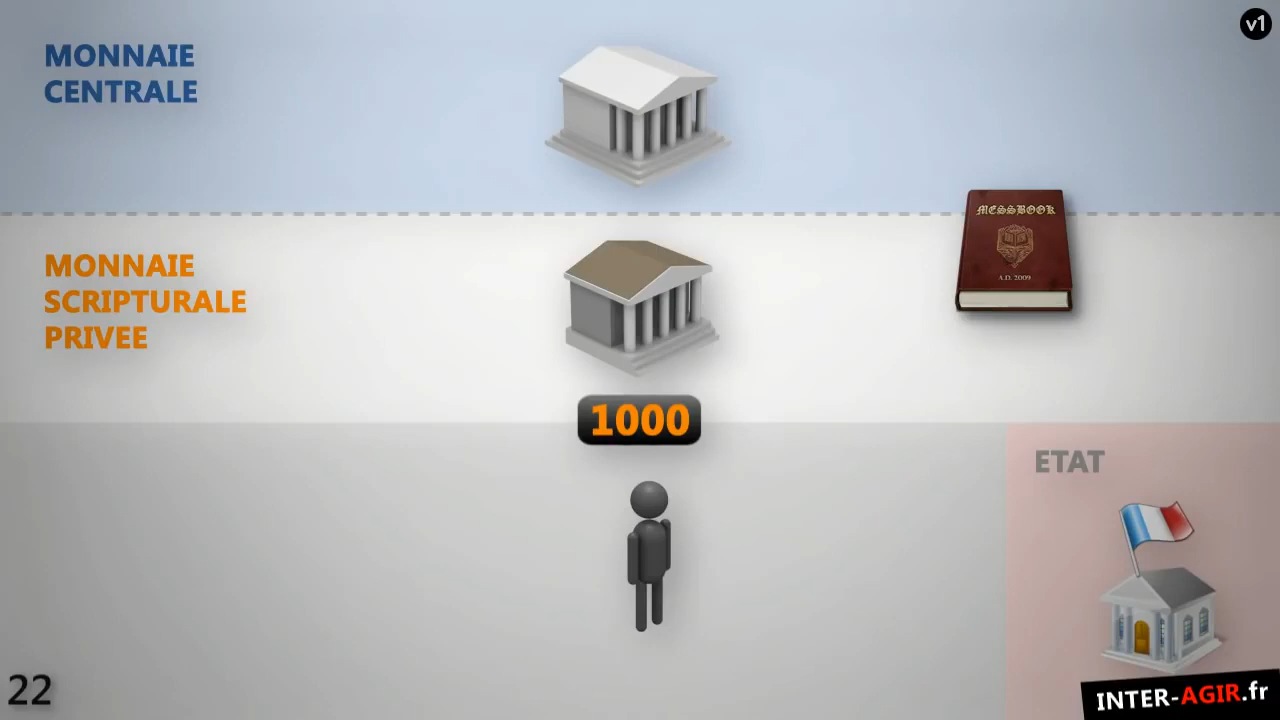 v1
MONNAIE
CENTRALE
MESSBOOK
A.D. 2009
MONNAIE
SCRIPTURALE
PRIVEE
1000
ETAT
22
INTER-AGIR.fr